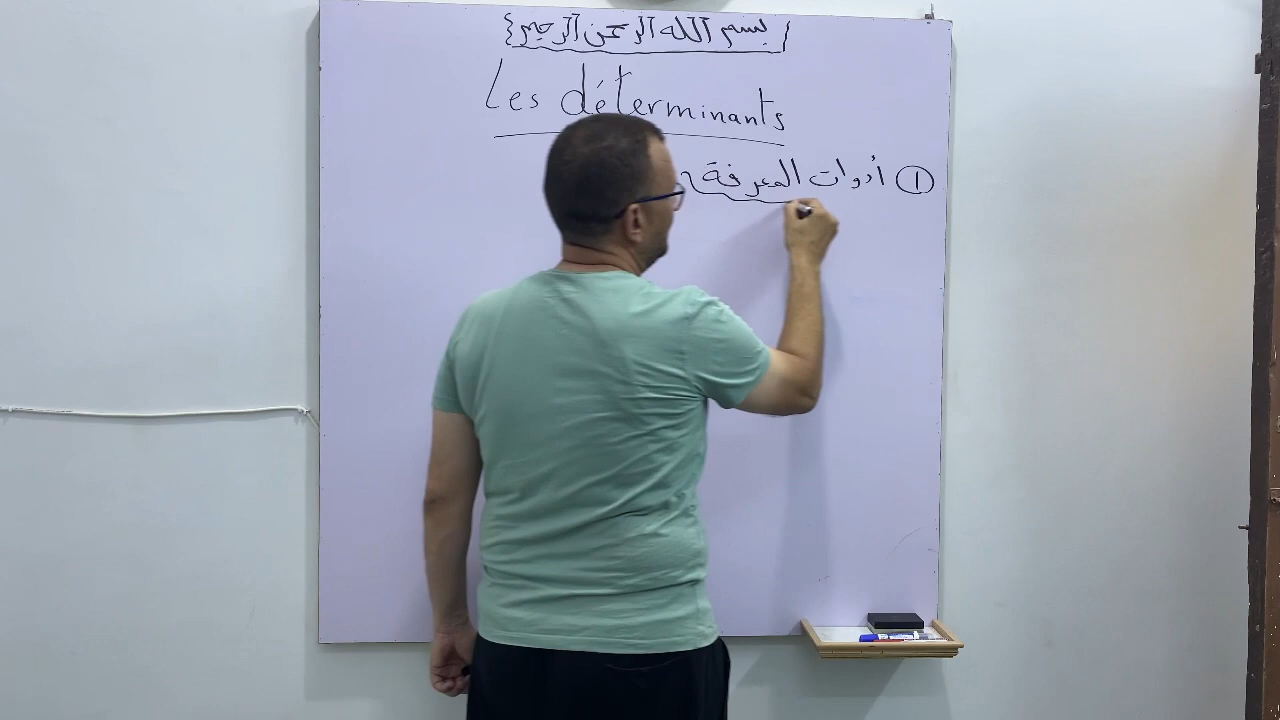 {بسم الله الرحمن الرحيم}
Les déterminants
① أدوات المعرفة